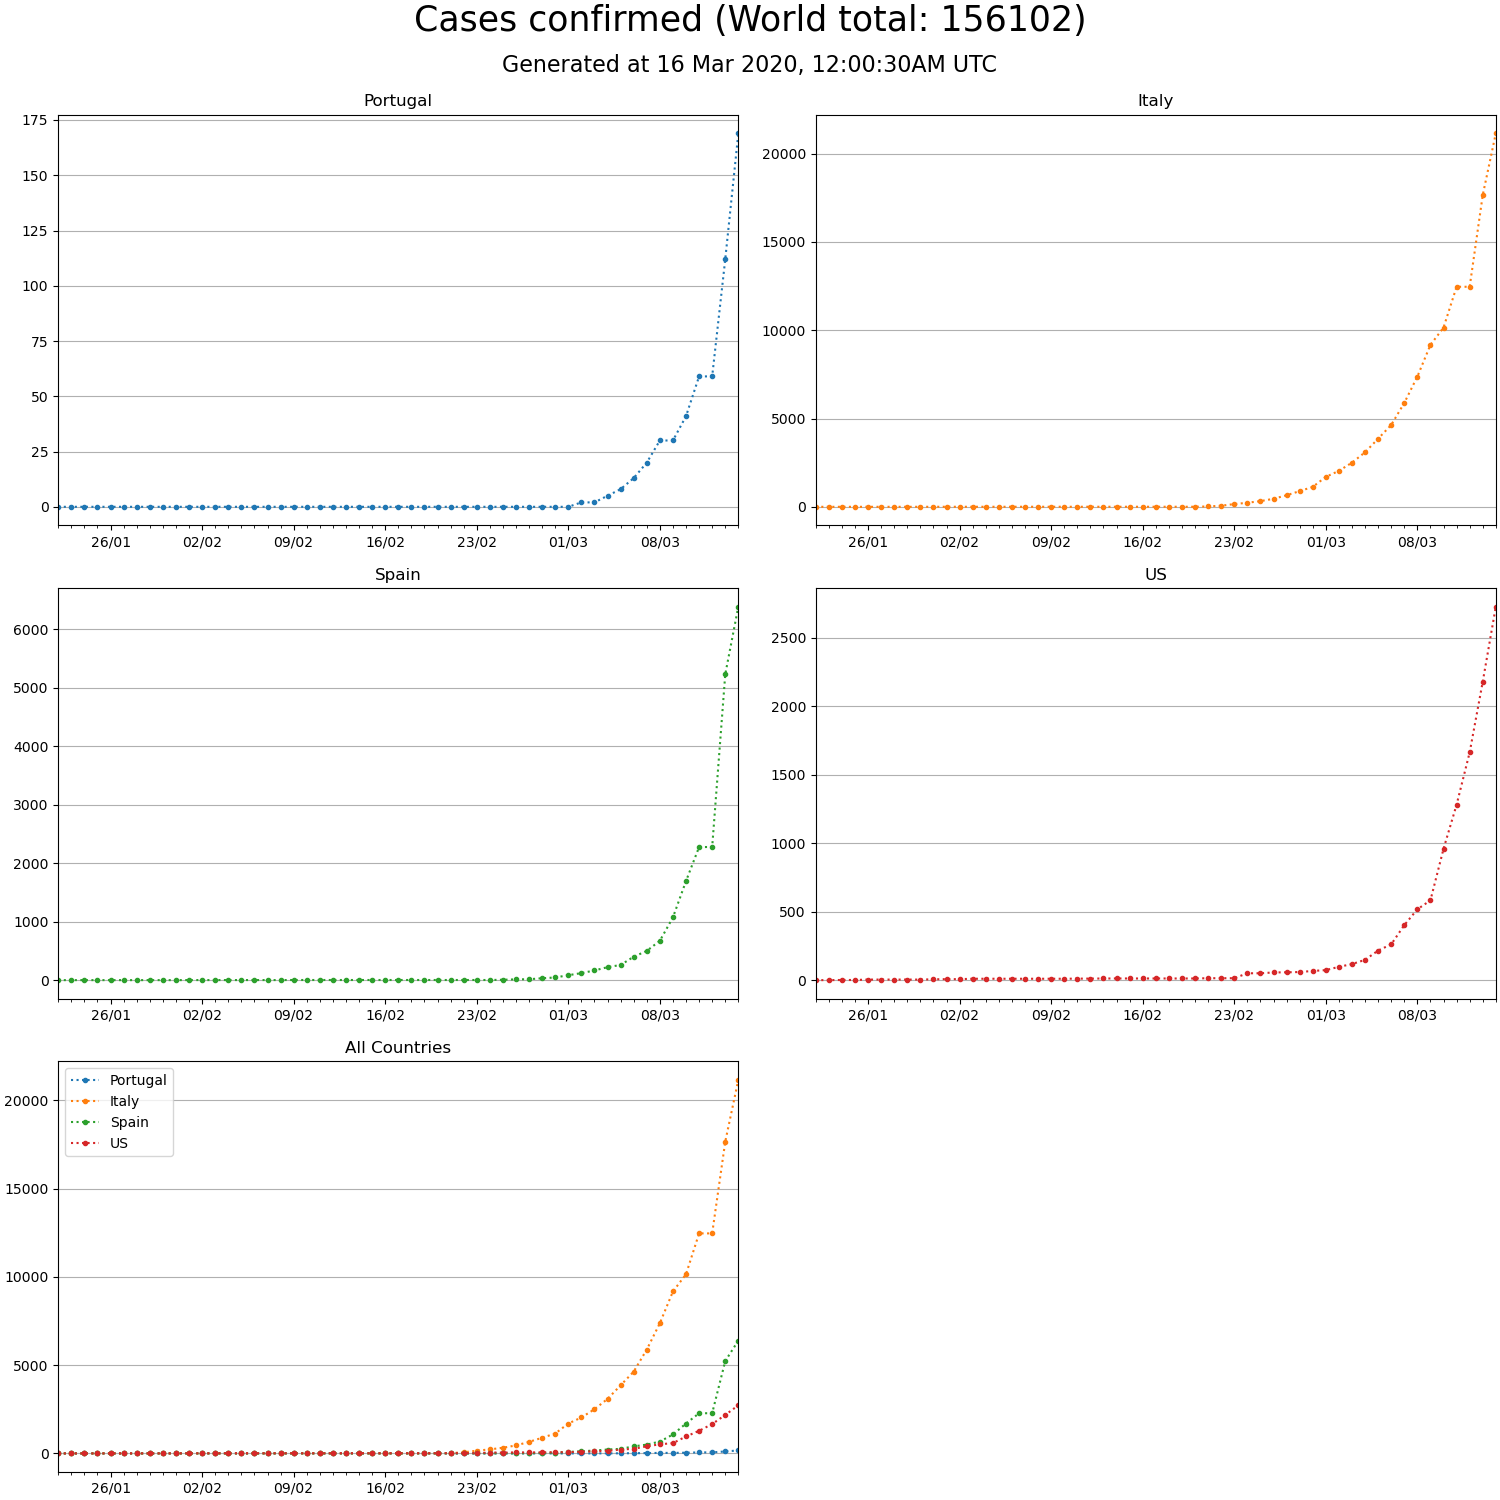 Cases confirmed (World total: 156102)
Generated at 16 Mar 2020, 12:00:30AM UTC
Portugal
175
150
125
100
75
50
25
0
26/01 02/02 09/02 16/02 23/02 01/03 08/03
Italy
20000
15000
10000
5000
0
26/01 02/02 09/02 16/02 23/02 01/03 08/03
Spain
6000
5000
4000
3000
2000
1000
0
26/01 02/02 09/02 16/02 23/02 01/03 08/03
US
2500
2000
1500
1000
500
0
26/01 02/02 09/02 16/02 23/02 01/03 08/03
All Countries
Portugal
Italy
Spain
US
20000
15000
10000
5000
0
26/01 02/02 09/02 16/02 23/02 01/03 08/03